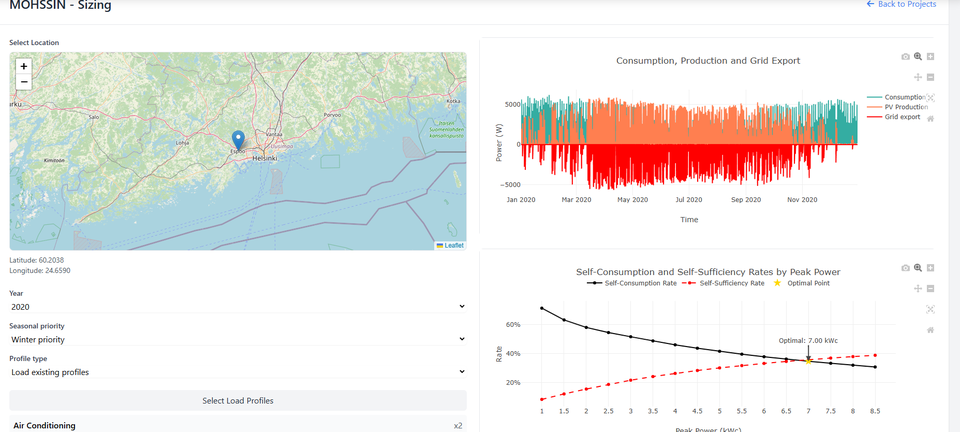 MOHSSIN - Sizing
Back to Projects
Select Location
+
−
Salo
Lohja
Kimitoön
Espoo
Vantaa
Helsinki
Porvoo
Kotka
Leaflet
Latitude: 60.2038
Longitude: 24.6590
Year
2020
Seasonal priority
Winter priority
Profile type
Load existing profiles
Select Load Profiles
Air Conditioning
x2
Consumption, Production and Grid Export
Consumption
PV Production
Grid export
Power (W)
5000
0
−5000
Jan 2020
Mar 2020
May 2020
Jul 2020
Sep 2020
Nov 2020
Time
Self-Consumption and Self-Sufficiency Rates by Peak Power
Self-Consumption Rate
Self-Sufficiency Rate
Optimal Point
Optimal: 7.00 kWc
Rate
60%
40%
20%
1
1.5
2
2.5
3
3.5
4
4.5
5
5.5
6
6.5
7
7.5
8
8.5
Peak Power (kWc)